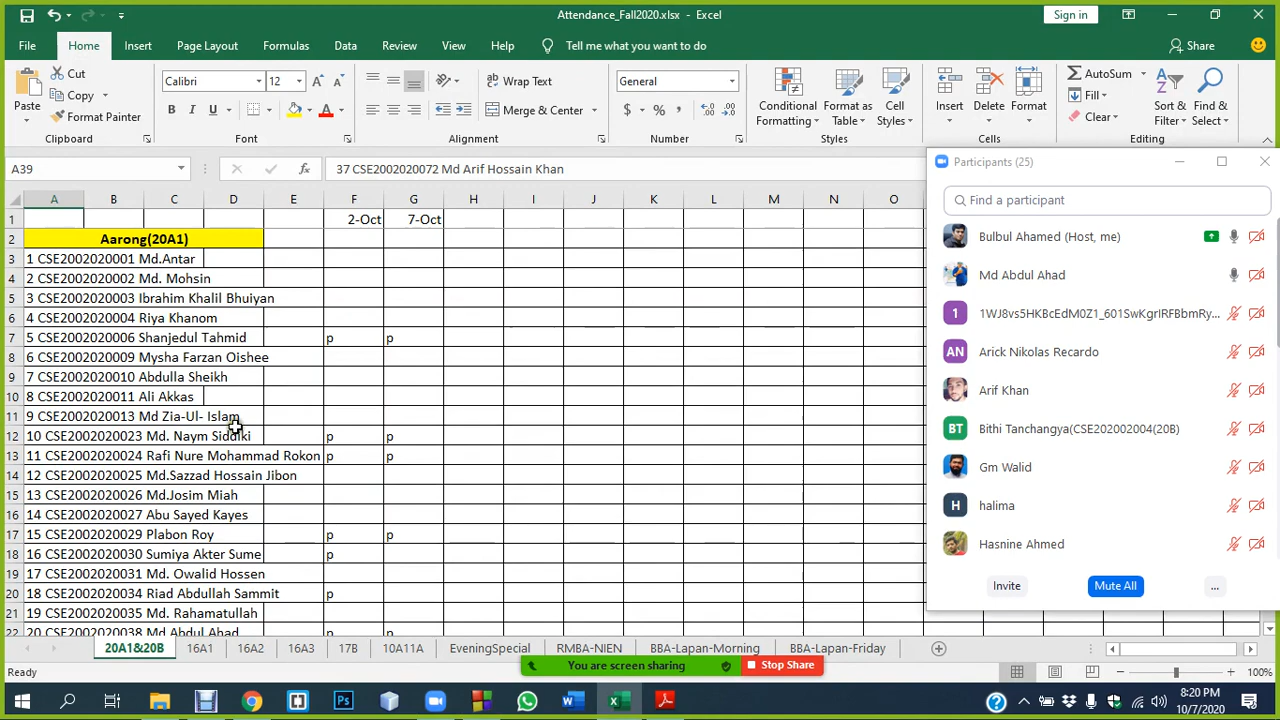 Attendance_Fall2020.xlsx - Excel
Sign in
File Home Insert Page Layout Formulas Data Review View Help Tell me what you want to do Share
Paste
Cut
Copy
Format Painter
Clipboard
Calibri 12
B I U
Font
Wrap Text
Merge & Center
Alignment
General
$ % ,
Number
Conditional Formatting
Format as Table
Cell Styles
Styles
Insert Delete Format
Cells
AutoSum
Fill
Clear
Sort & Filter
Find & Select
Editing
A39 fx 37 CSE2002020072 Md Arif Hossain Khan
A B C D E F G H I J K L M N O
1 2-Oct 7-Oct
2 Aarong(20A1)
3 1 CSE2002020001 Md.Antar
4 2 CSE2002020002 Md. Mohsin
5 3 CSE2002020003 Ibrahim Khalil Bhuiyan
6 4 CSE2002020004 Riya Khanom
7 5 CSE2002020006 Shanjedul Tahmid p p
8 6 CSE2002020009 Mysha Farzan Oishee
9 7 CSE2002020010 Abdulla Sheikh
10 8 CSE2002020011 Ali Akkas
11 9 CSE2002020013 Md Zia-Ul- Islam
12 10 CSE2002020023 Md. Naym Siddiki p p
13 11 CSE2002020024 Rafi Nure Mohammad Rokon p p
14 12 CSE2002020025 Md.Sazzad Hossain Jibon
15 13 CSE2002020026 Md.Josim Miah
16 14 CSE2002020027 Abu Sayed Kayes
17 15 CSE2002020029 Plabon Roy p p
18 16 CSE2002020030 Sumiya Akter Sume p
19 17 CSE2002020031 Md. Owalid Hossen
20 18 CSE2002020034 Riad Abdullah Sammit p
21 19 CSE2002020035 Md. Rahamatullah
22 20 CSE2002020038 Md Abdul Ahad p p
Participants (25)
Find a participant
Bulbul Ahamed (Host, me)
Md Abdul Ahad
1WJ8vs5HKBcEdM0Z1_601SwKgrIRFBbmRy...
AN Arick Nikolas Recardo
Arif Khan
BT Bithi Tanchangya(CSE202002004(20B)
Gm Walid
H halima
Hasnine Ahmed
Invite Mute All ...
20A1&20B 16A1 16A2 16A3 17B 10A11A EveningSpecial RMBA-NIEN BBA-Lapan-Morning BBA-Lapan-Friday
You are screen sharing Stop Share
Ready 100%
8:20 PM
10/7/2020